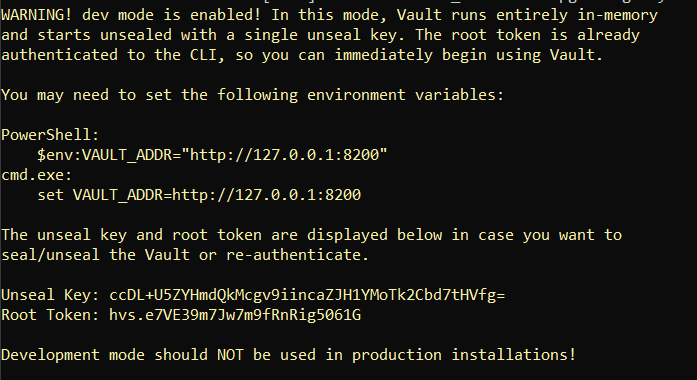 WARNING! dev mode is enabled! In this mode, Vault runs entirely in-memory
and starts unsealed with a single unseal key. The root token is already
authenticated to the CLI, so you can immediately begin using Vault.
You may need to set the following environment variables:
PowerShell:
$env:VAULT_ADDR="http://127.0.0.1:8200"
cmd.exe:
set VAULT_ADDR=http://127.0.0.1:8200
The unseal key and root token are displayed below in case you want to
seal/unseal the Vault or re-authenticate.
Unseal Key: ccDL+U5ZYHmdQkMcgv9iincaZJH1YMoTk2Cbd7tHVfg=
Root Token: hvs.e7VE39m7Jw7m9fRnRig5061G
Development mode should NOT be used in production installations!